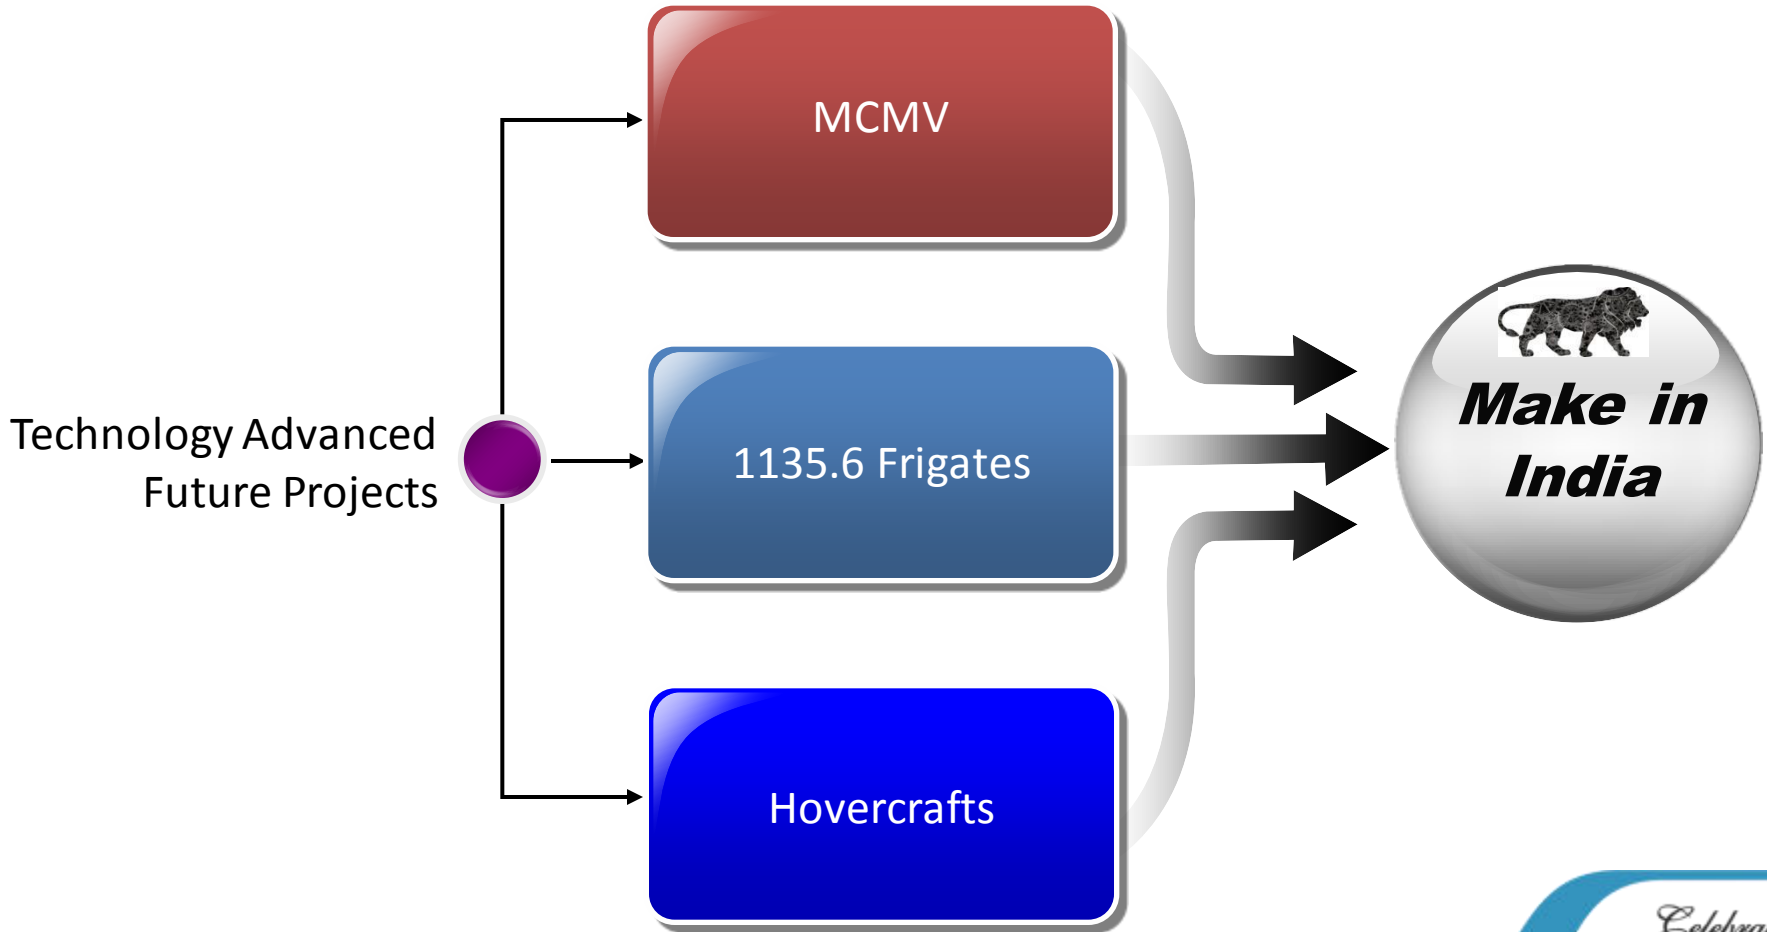 MCMV
Technology Advanced
Future Projects
1135.6 Frigates
Make in
India
Hovercrafts